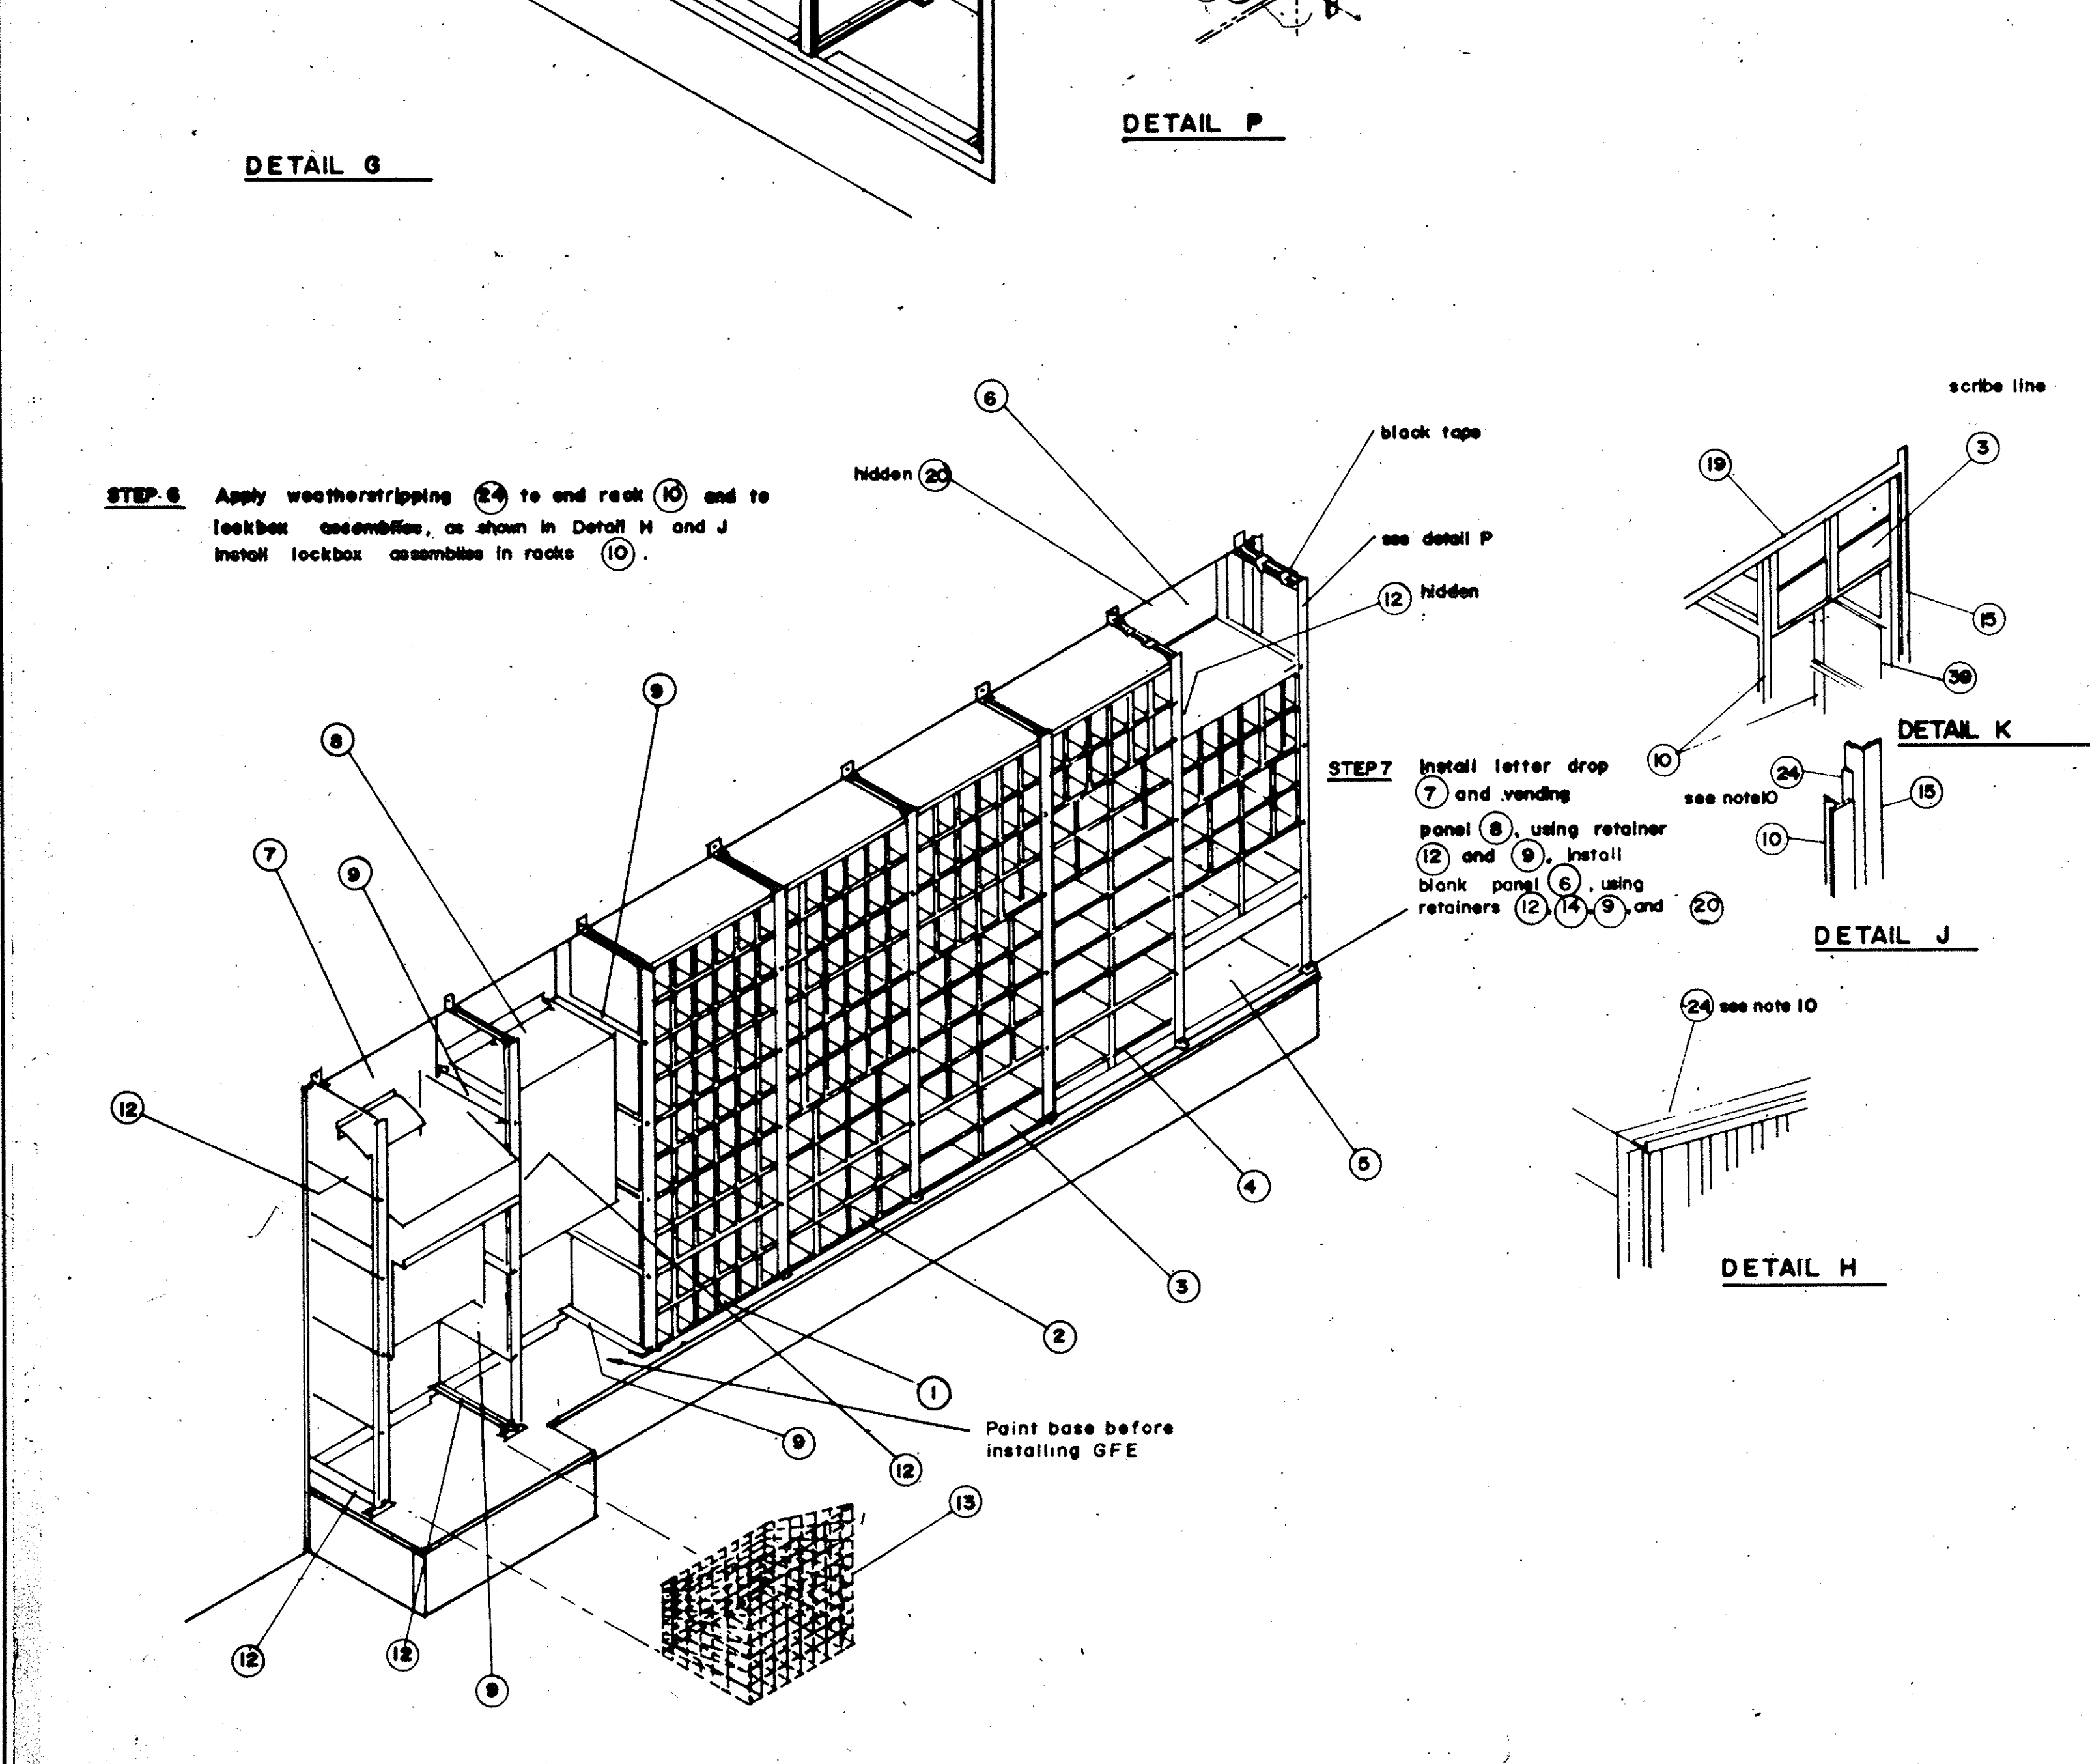 DETAIL P
DETAIL G
scribe line
6
black tape
3
19
hidden 20
STEP 6 Apply weatherstripping 24 to end rack 10 and to
lockbox assemblies, as shown in Detail H and J
Install lockbox assemblies in racks 10.
see detail P
12 hidden
15
39
9
8
DETAIL K
10
STEP 7 Install letter drop
7 and vending
panel 8, using retainer
12 and 9. Install
blank panel 6, using
retainers 12, 14, 9, and 20
24
see note 10
15
10
7
9
DETAIL J
24 see note 10
12
5
4
DETAIL H
3
2
1
Paint base before
installing GFE
9
12
13
12
12
9